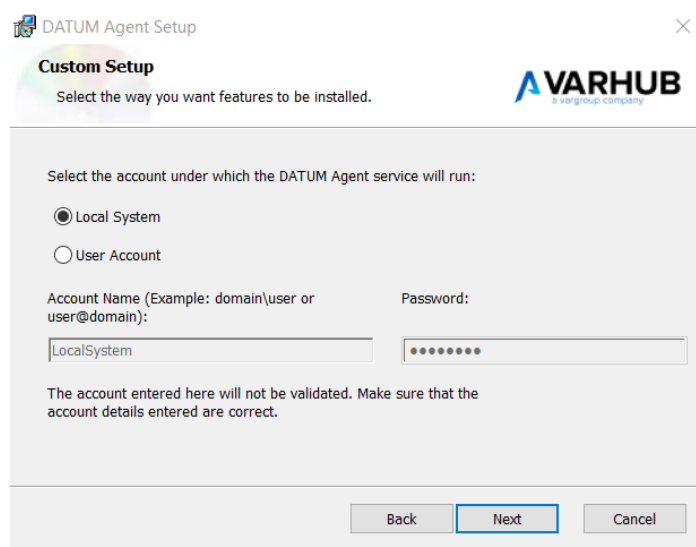 DATUM Agent Setup
Custom Setup
Select the way you want features to be installed.
VARHUB
a vargroup company
Select the account under which the DATUM Agent service will run:
Local System
User Account
Account Name (Example: domain\user or
user@domain):
Password:
LocalSystem
●●●●●●●●
The account entered here will not be validated. Make sure that the
account details entered are correct.
Back
Next
Cancel